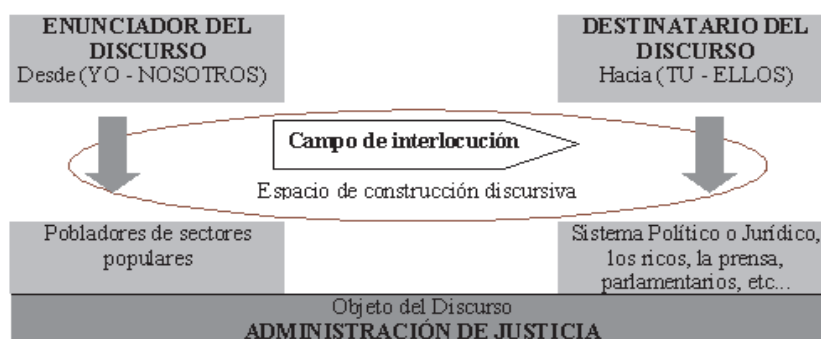 ENUNCIADOR DEL
DISCURSO
Desde (YO - NOSOTROS)
DESTINATARIO DEL
DISCURSO
Hacia (TU - ELLOS)
Campo de interlocución
Espacio de construcción discursiva
Pobladores de sectores
populares
Sistema Político o Jurídico,
los ricos, la prensa,
parlamentarios, etc...
Objeto del Discurso
ADMINISTRACIÓN DE JUSTICIA